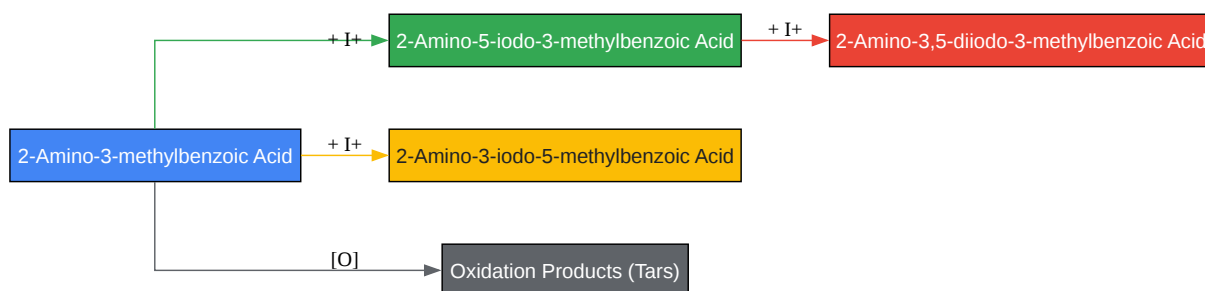 + I+
2-Amino-5-iodo-3-methylbenzoic Acid
+ I+
2-Amino-3,5-diiodo-3-methylbenzoic Acid
2-Amino-3-methylbenzoic Acid
+ I+
2-Amino-3-iodo-5-methylbenzoic Acid
[O]
Oxidation Products (Tars)